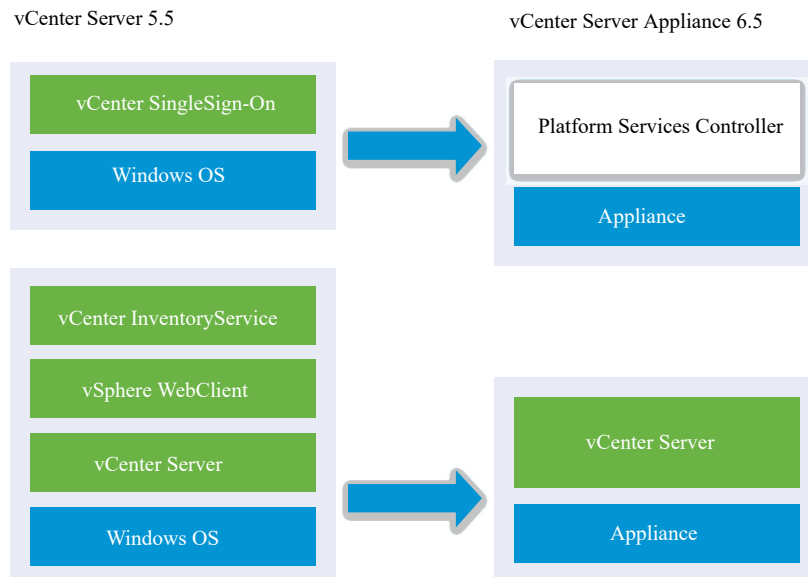 vCenter Server 5.5
vCenter Server Appliance 6.5
vCenter SingleSign-On
Windows OS
Platform Services Controller
Appliance
vCenter InventoryService
vSphere WebClient
vCenter Server
Windows OS
vCenter Server
Appliance